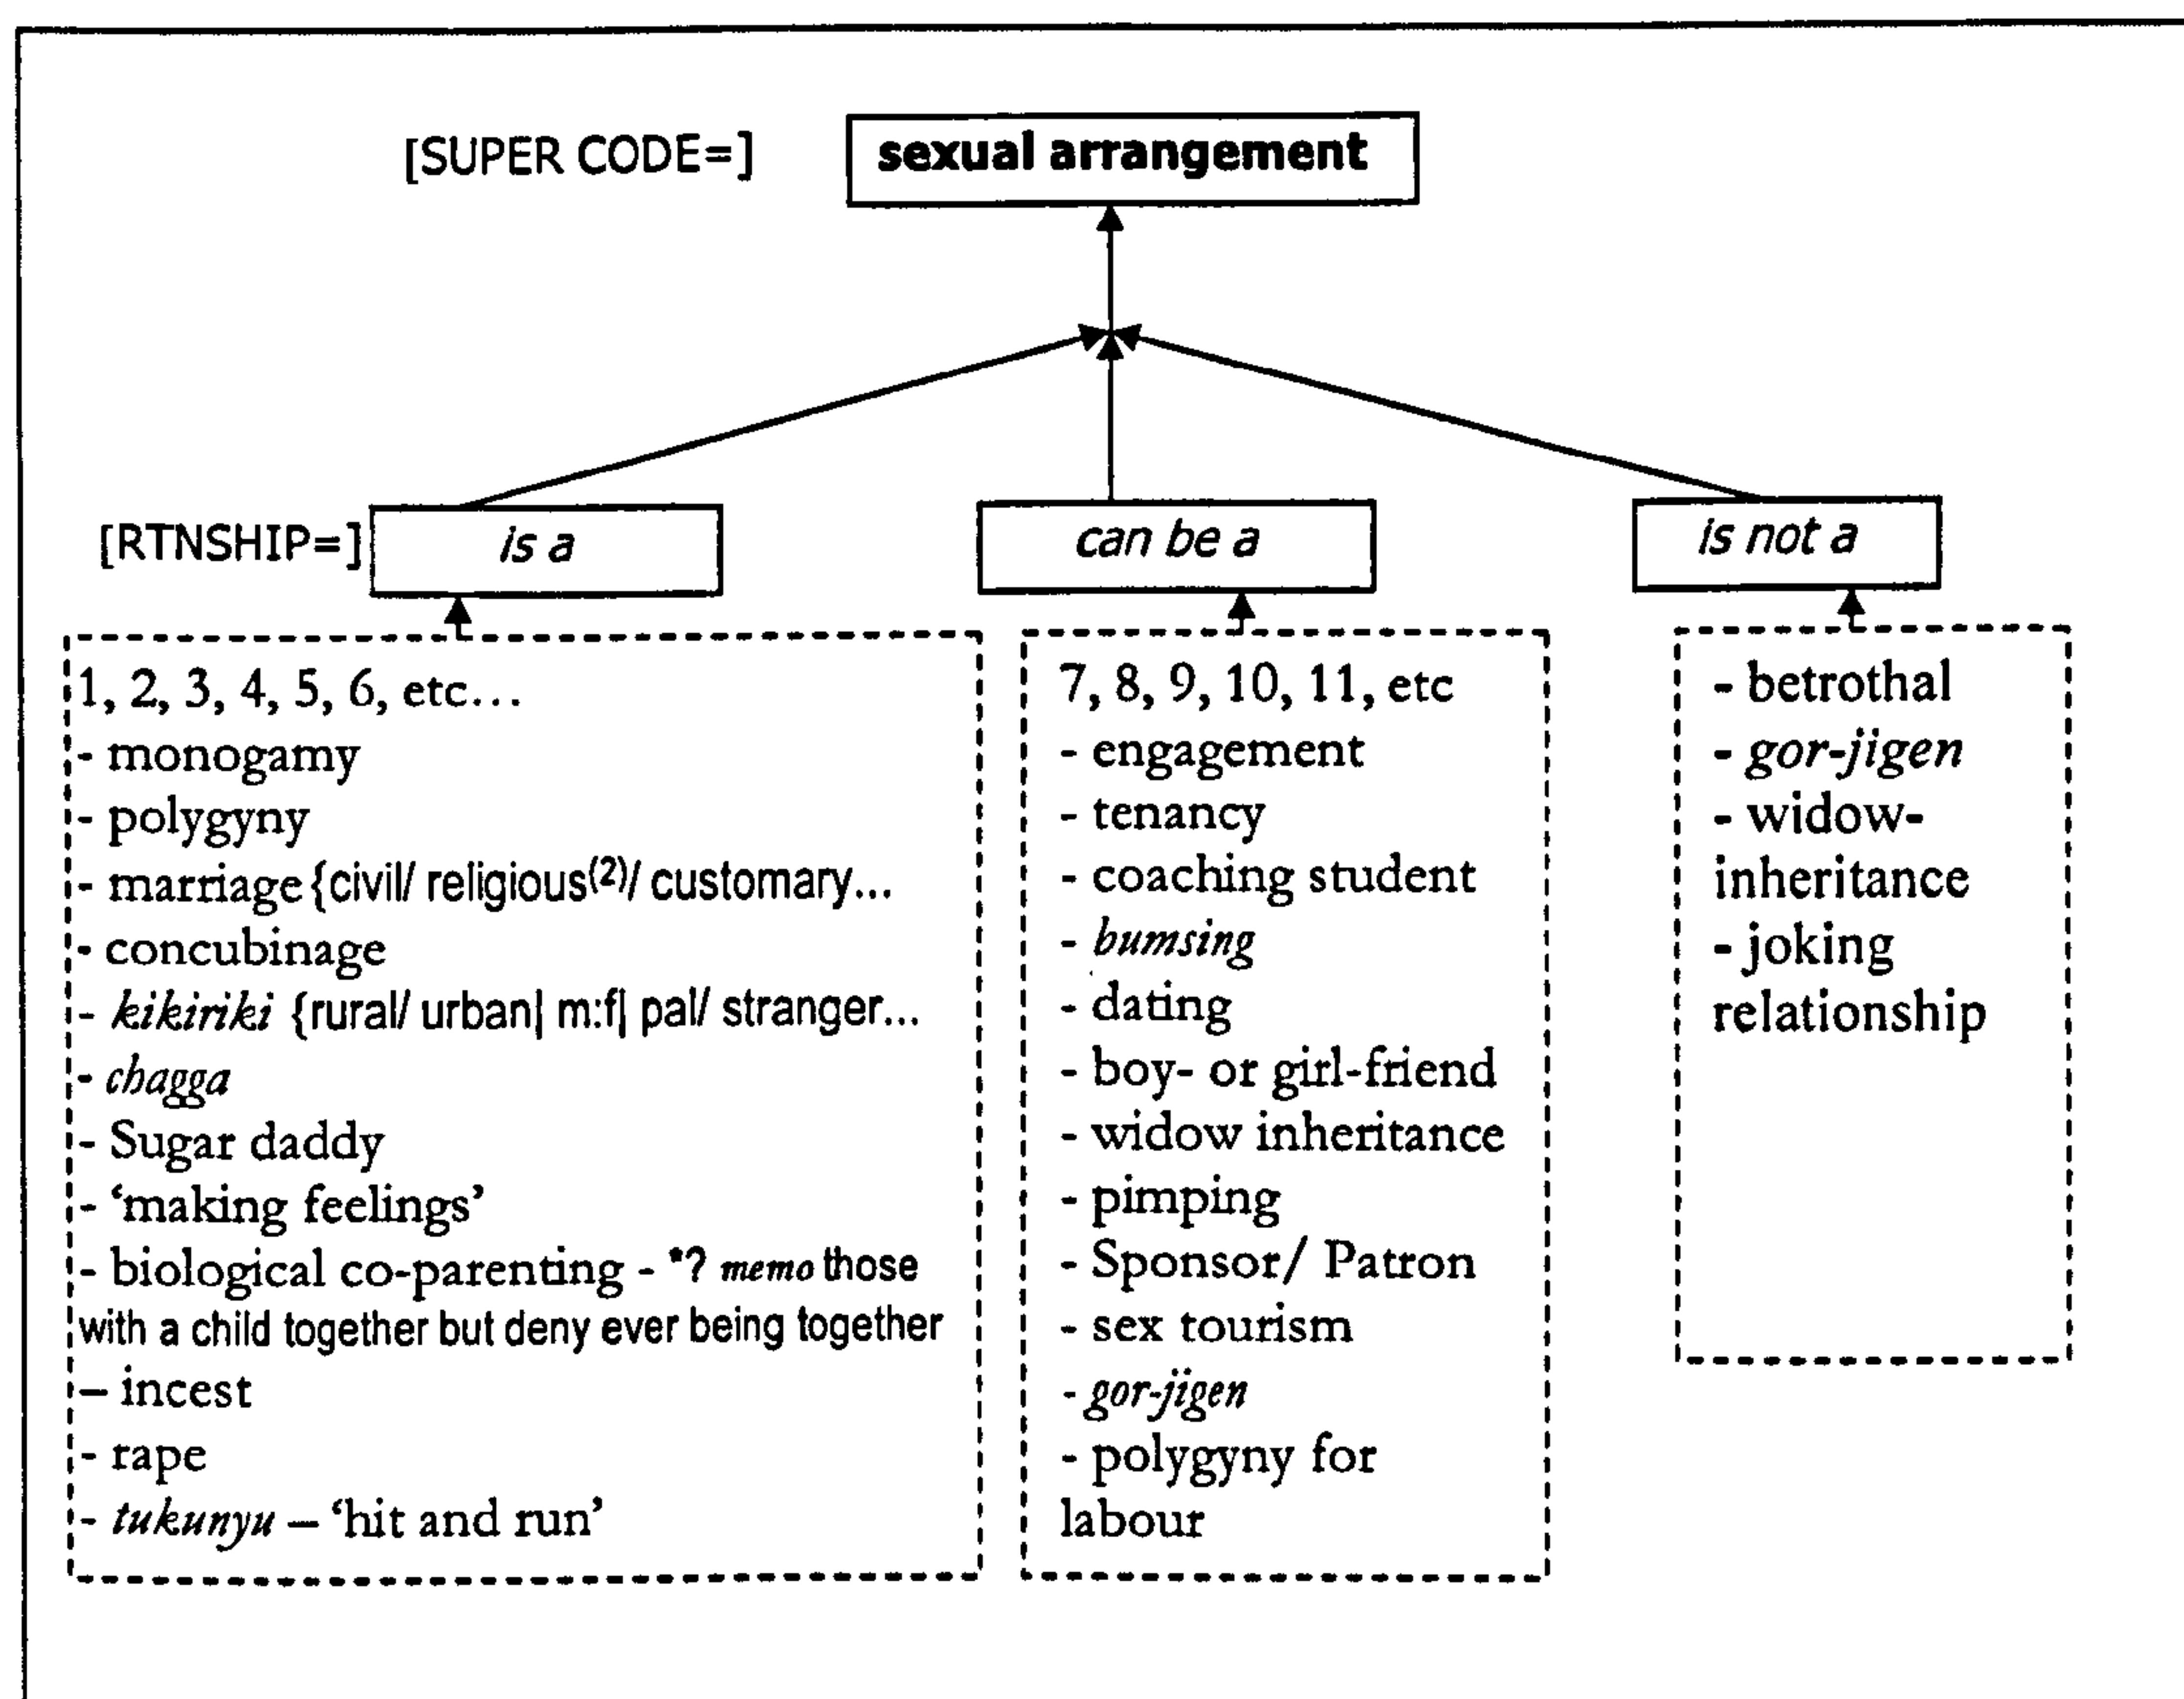 [SUPER CODE=] sexual arrangement
[RTNSHIP=] is a
can be a
is not a
1, 2, 3, 4, 5, 6, etc...
- monogamy
- polygyny
- marriage {civil/ religious(2)/ customary...
- concubinage
- kikiriki {rural/ urban| m:f| pal/ stranger...
- chagga
- Sugar daddy
- ‘making feelings’
- biological co-parenting - *? memo those
with a child together but deny ever being together
– incest
- rape
- tukunyu – ‘hit and run’
7, 8, 9, 10, 11, etc
- engagement
- tenancy
- coaching student
- bumsing
- dating
- boy- or girl-friend
- widow inheritance
- pimping
- Sponsor/ Patron
- sex tourism
- gor-jigen
- polygyny for
labour
- betrothal
- gor-jigen
- widow-
inheritance
- joking
relationship